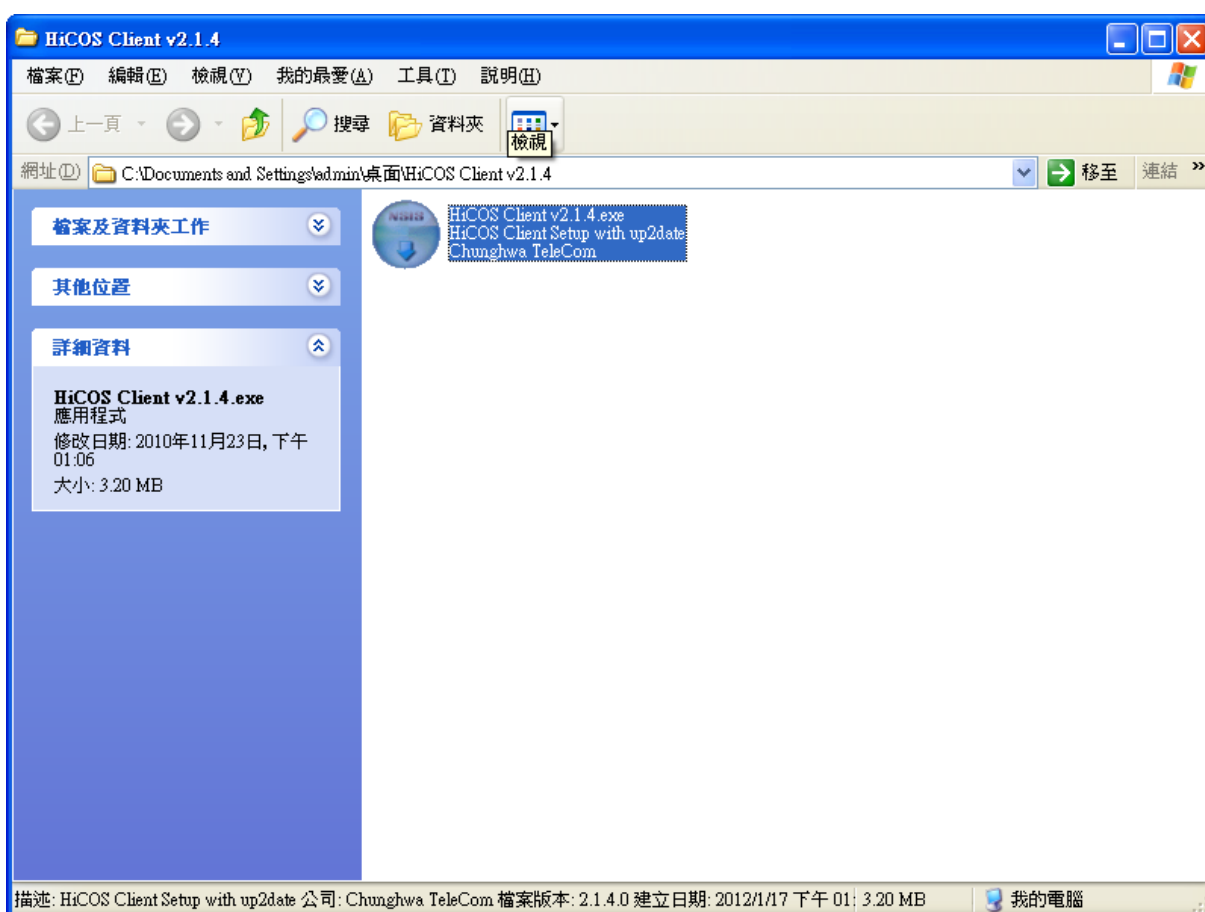 HiCOS Client v2.1.4
檔案(F) 編輯(E) 檢視(V) 我的最愛(A) 工具(T) 說明(H)
上一頁 搜尋 資料夾
檢視
網址(D) C:\Documents and Settings\admin\桌面\HiCOS Client v2.1.4 移至 連結 »
檔案及資料夾工作
其他位置
詳細資料
HiCOS Client v2.1.4.exe
應用程式
修改日期: 2010年11月23日, 下午
01:06
大小: 3.20 MB
NSIS
HiCOS Client v2.1.4.exe
HiCOS Client Setup with up2date
Chunghwa TeleCom
描述: HiCOS Client Setup with up2date 公司: Chunghwa TeleCom 檔案版本: 2.1.4.0 建立日期: 2012/1/17 下午 01: 3.20 MB 我的電腦